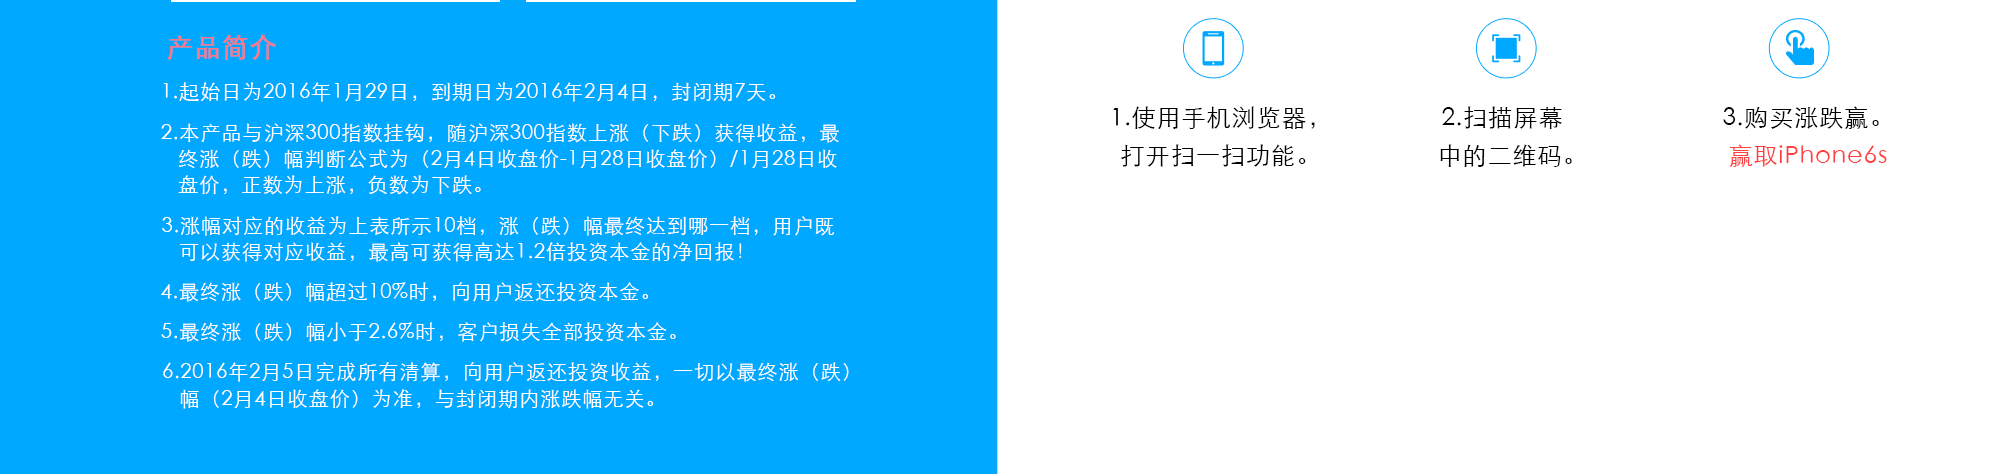 产品简介
1.起始日为2016年1月29日，到期日为2016年2月4日，封闭期7天。
2.本产品与沪深300指数挂钩，随沪深300指数上涨（下跌）获得收益，最
终涨（跌）幅判断公式为（2月4日收盘价-1月28日收盘价）/1月28日收
盘价，正数为上涨，负数为下跌。
3.涨幅对应的收益为上表所示10档，涨（跌）幅最终达到哪一档，用户既
可以获得对应收益，最高可获得高达1.2倍投资本金的净回报！
4.最终涨（跌）幅超过10%时，向用户返还投资本金。
5.最终涨（跌）幅小于2.6%时，客户损失全部投资本金。
6.2016年2月5日完成所有清算，向用户返还投资收益，一切以最终涨（跌）
幅（2月4日收盘价）为准，与封闭期内涨跌幅无关。
1.使用手机浏览器，
打开扫一扫功能。
2.扫描屏幕
中的二维码。
3.购买涨跌赢。
赢取iPhone6s